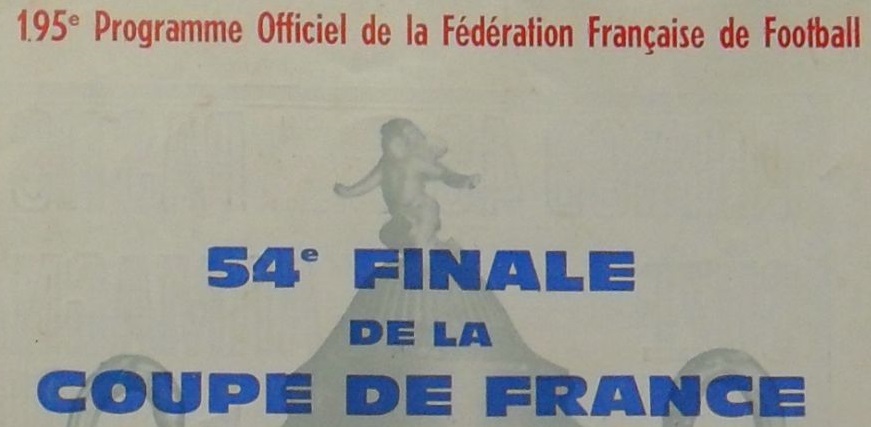 195e Programme Officiel de la Fédération Française de Football
54e FINALE
DE LA
COUPE DE FRANCE